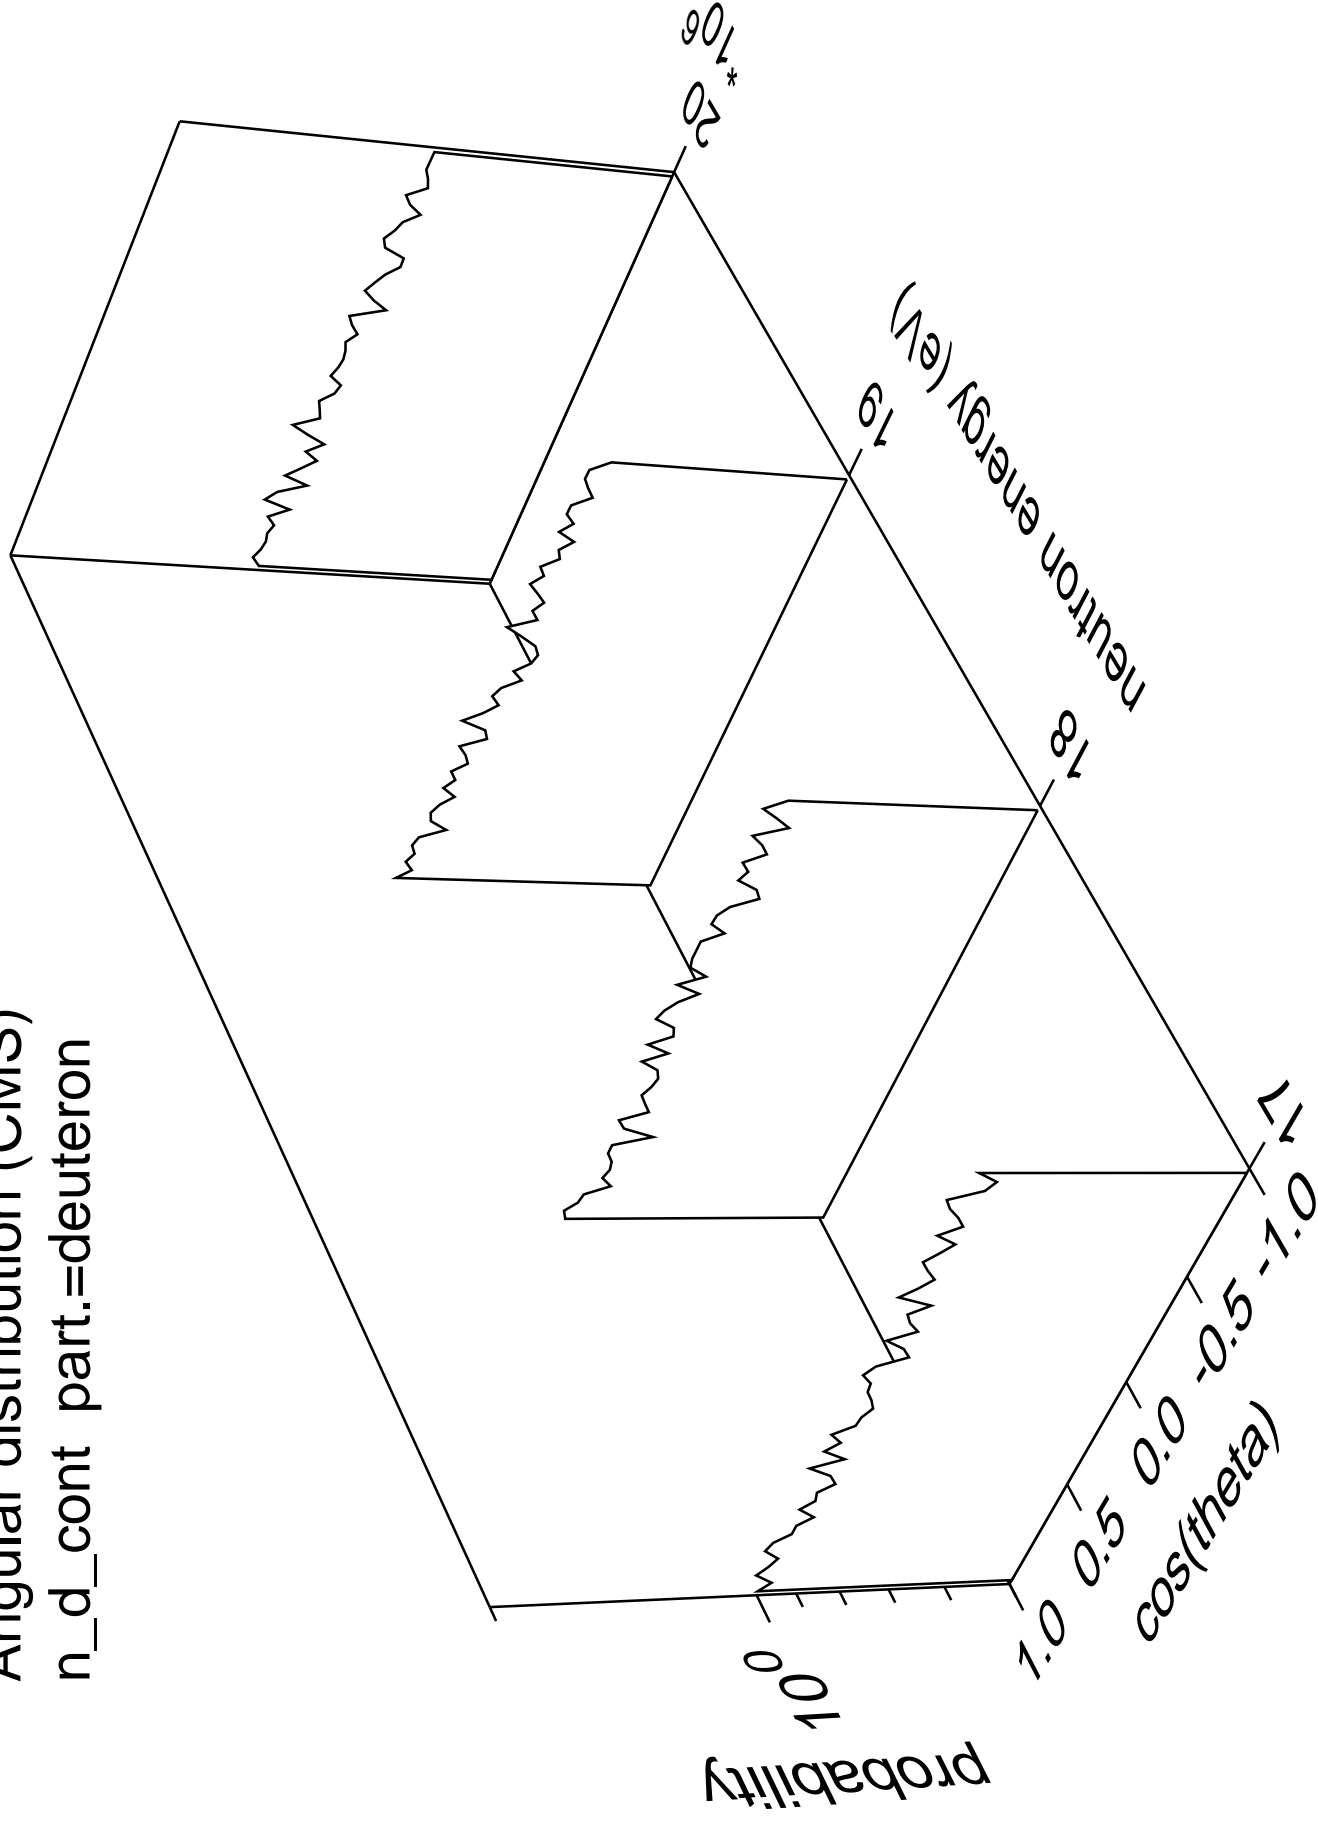 Angular distribution (CMS)
n_d_cont part.=deuteron
probability
10^0
1.0
0.5
0.0
-0.5
-1.0
cos(theta)
17
18
19
20
*10^6
neutron energy (eV)